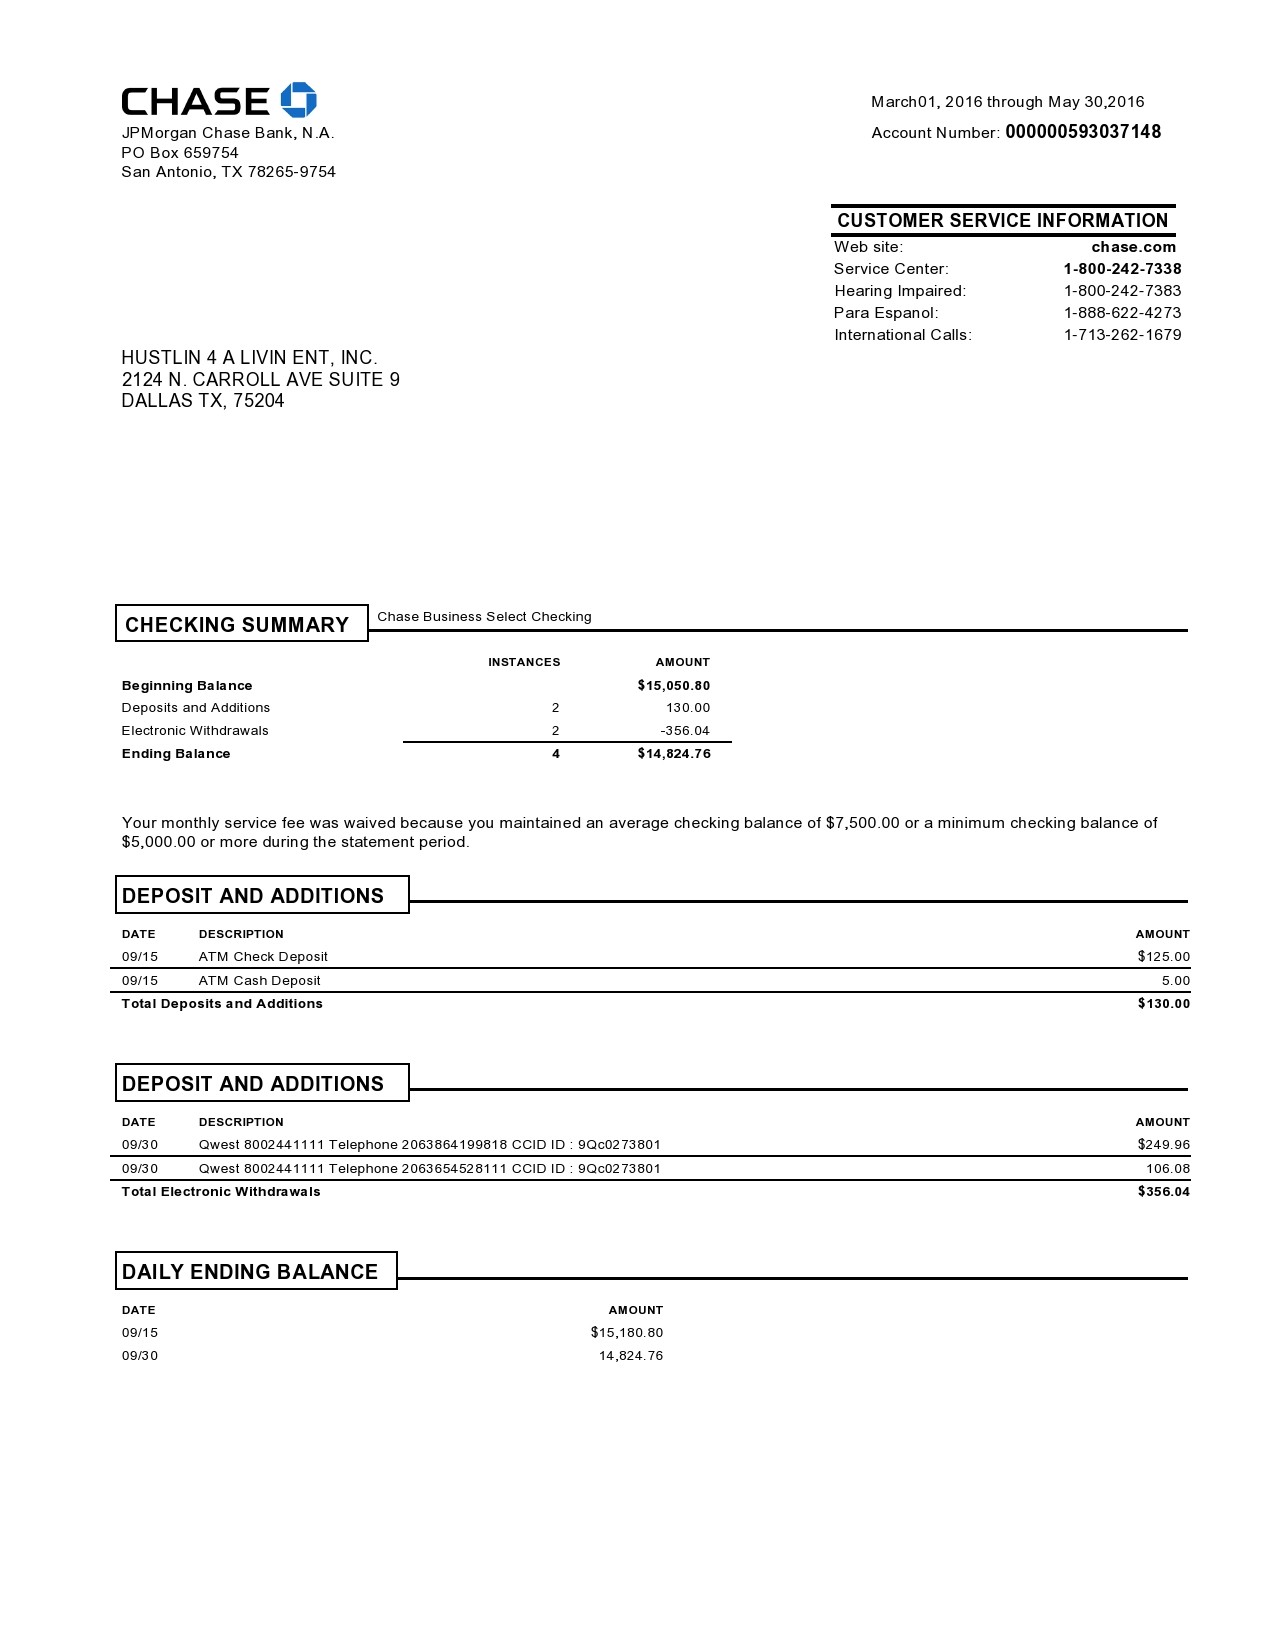 CHASE
JPMorgan Chase Bank, N.A.
PO Box 659754
San Antonio, TX 78265-9754
March01, 2016 through May 30,2016
Account Number: 000000593037148
CUSTOMER SERVICE INFORMATION
Web site: chase.com
Service Center: 1-800-242-7338
Hearing Impaired: 1-800-242-7383
Para Espanol: 1-888-622-4273
International Calls: 1-713-262-1679
HUSTLIN 4 A LIVIN ENT, INC.
2124 N. CARROLL AVE SUITE 9
DALLAS TX, 75204
CHECKING SUMMARY Chase Business Select Checking
INSTANCES AMOUNT
Beginning Balance $15,050.80
Deposits and Additions 2 130.00
Electronic Withdrawals 2 -356.04
Ending Balance 4 $14,824.76
Your monthly service fee was waived because you maintained an average checking balance of $7,500.00 or a minimum checking balance of
$5,000.00 or more during the statement period.
DEPOSIT AND ADDITIONS
DATE DESCRIPTION AMOUNT
09/15 ATM Check Deposit $125.00
09/15 ATM Cash Deposit 5.00
Total Deposits and Additions $130.00
DEPOSIT AND ADDITIONS
DATE DESCRIPTION AMOUNT
09/30 Qwest 8002441111 Telephone 2063864199818 CCID ID : 9Qc0273801 $249.96
09/30 Qwest 8002441111 Telephone 2063654528111 CCID ID : 9Qc0273801 106.08
Total Electronic Withdrawals $356.04
DAILY ENDING BALANCE
DATE AMOUNT
09/15 $15,180.80
09/30 14,824.76